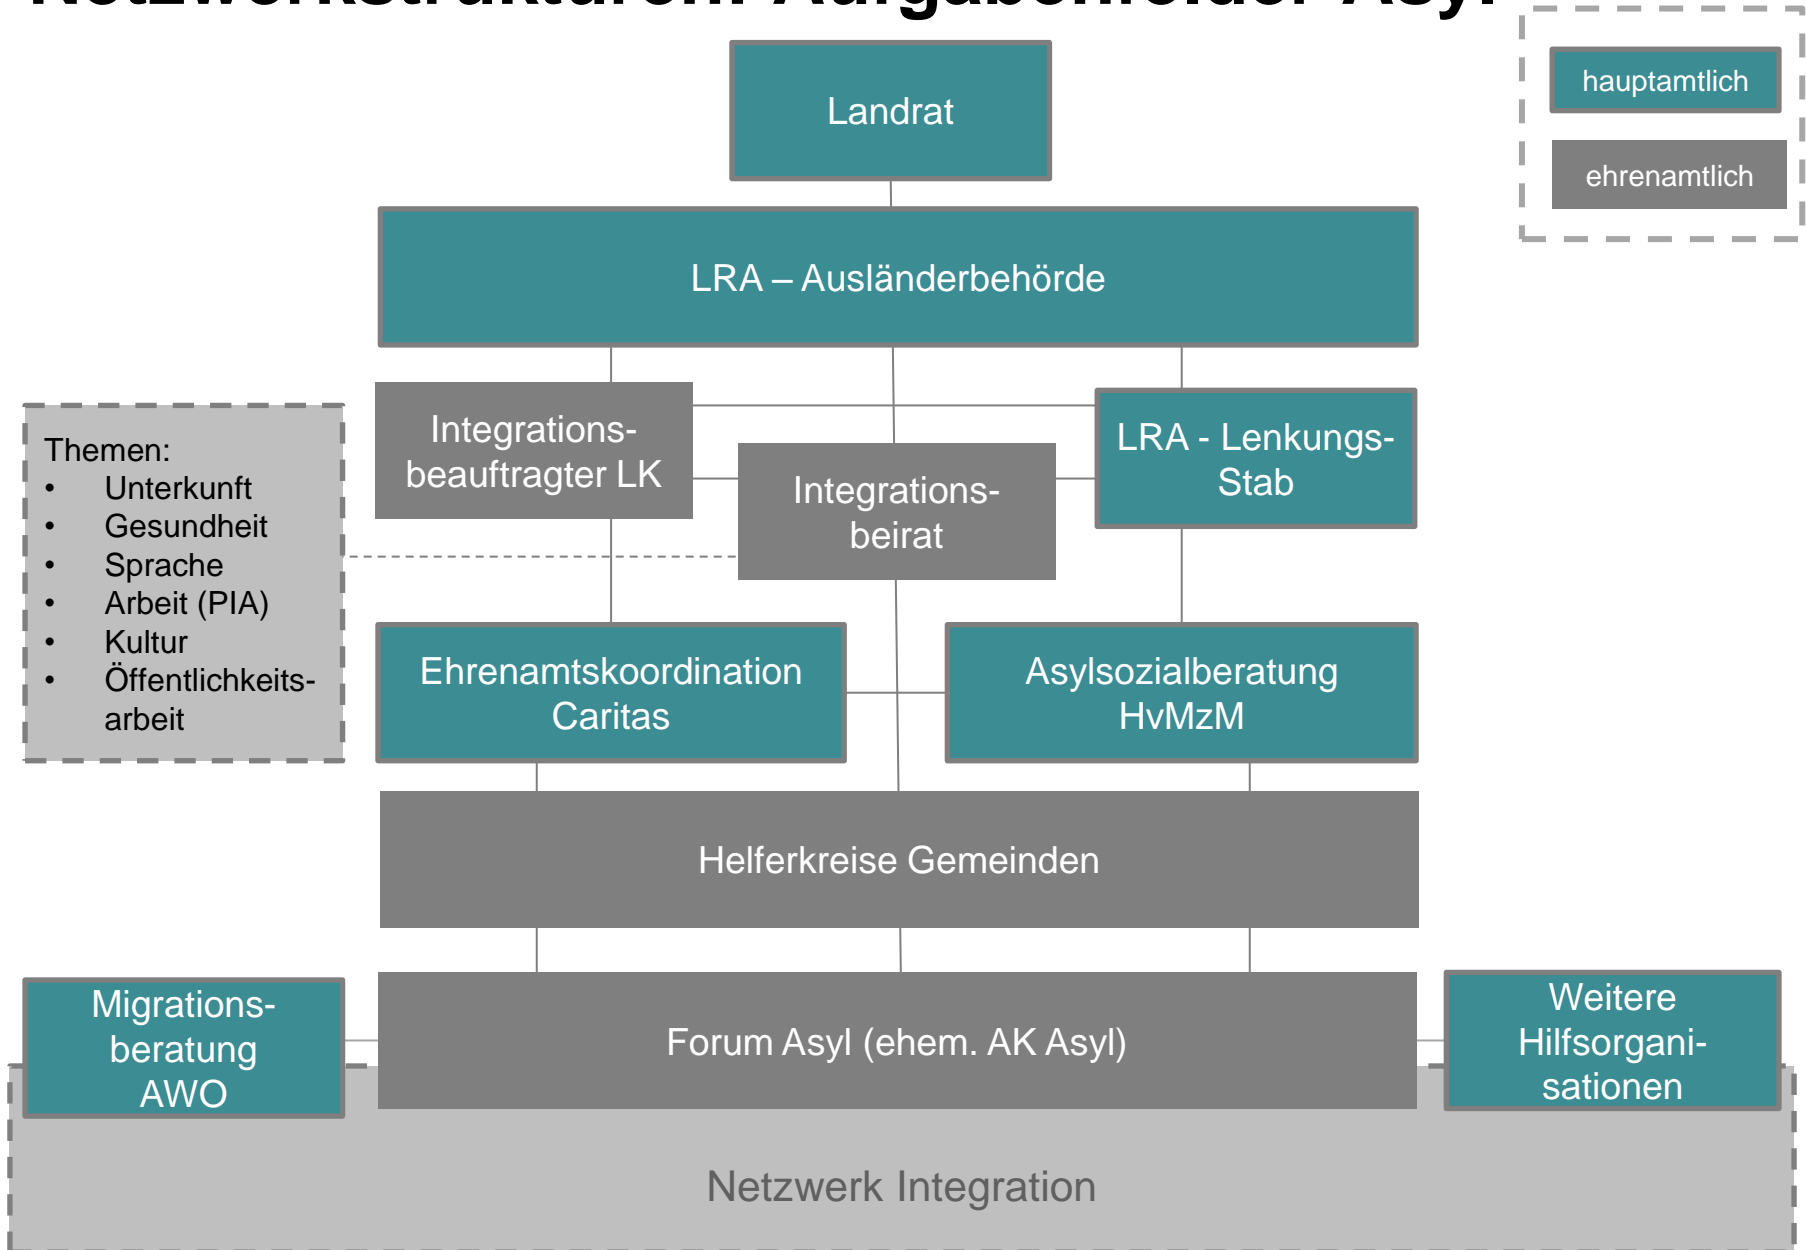 Asyl
hauptamtlich
ehrenamtlich
Landrat
LRA – Ausländerbehörde
Integrations-
beauftragter LK
Integrations-
beirat
LRA - Lenkungs-
Stab
Themen:
• Unterkunft
• Gesundheit
• Sprache
• Arbeit (PIA)
• Kultur
• Öffentlichkeits-
arbeit
Ehrenamtskoordination
Caritas
Asylsozialberatung
HvMzM
Helferkreise Gemeinden
Migrations-
beratung
AWO
Forum Asyl (ehem. AK Asyl)
Weitere
Hilfsorgani-
sationen
Netzwerk Integration